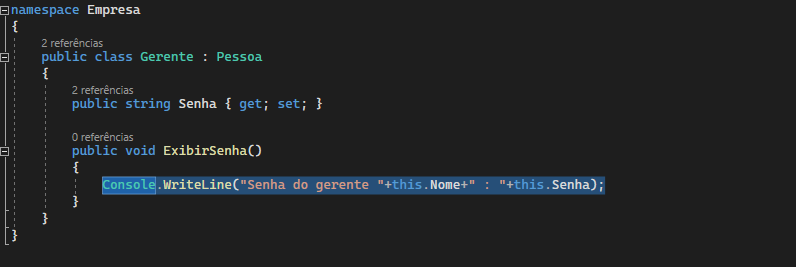 namespace Empresa
{
2 referências
public class Gerente : Pessoa
{
2 referências
public string Senha { get; set; }
0 referências
public void ExibirSenha()
{
Console.WriteLine("Senha do gerente "+this.Nome+" : "+this.Senha);
}
}
}